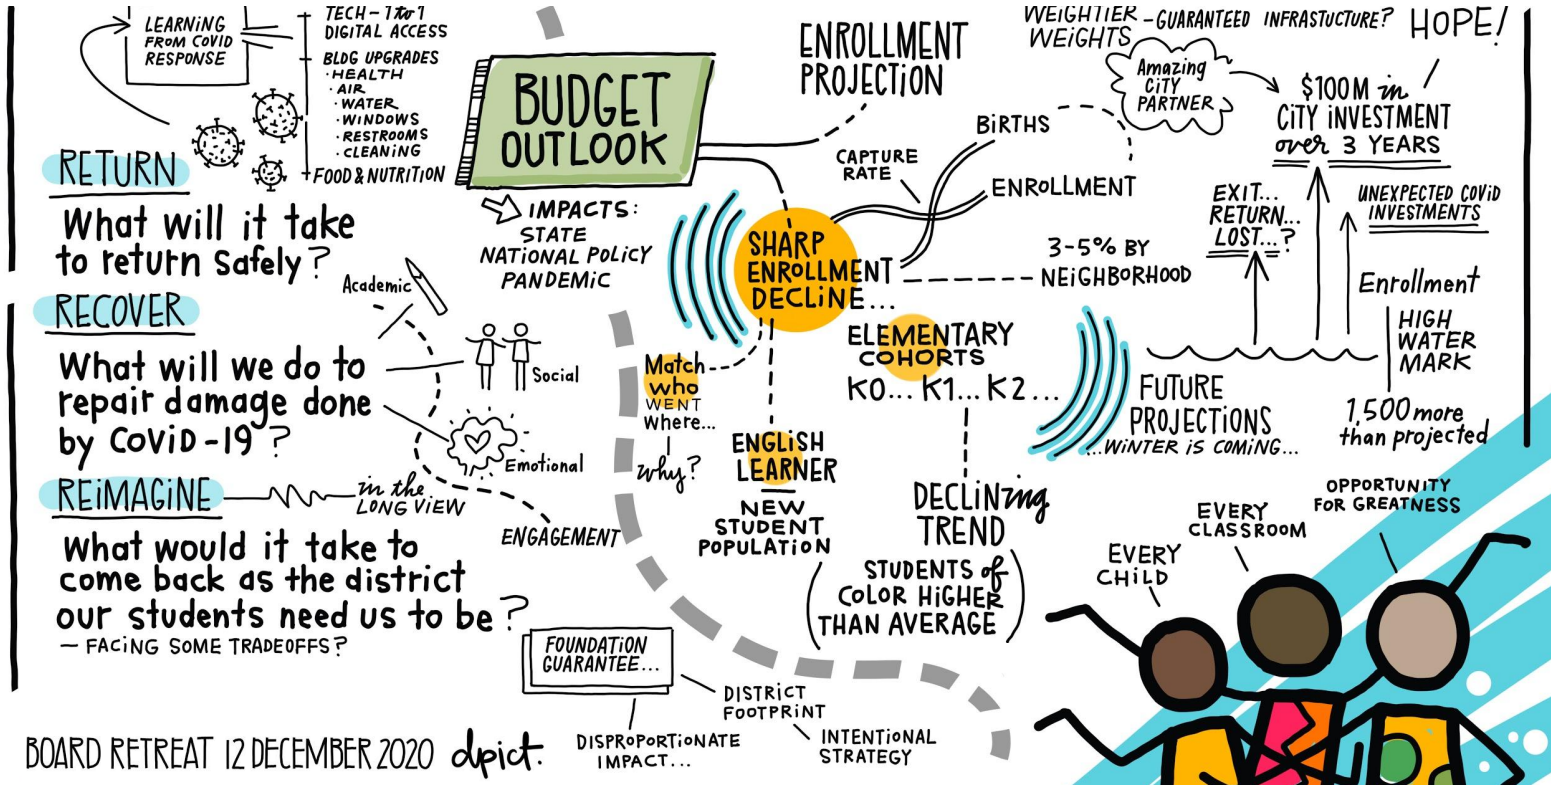 LEARNING
FROM COVID
RESPONSE
TECH - 1 to 1
DIGITAL ACCESS
BLDG UPGRADES
· HEALTH
· AIR
· WATER
· WINDOWS
· RESTROOMS
· CLEANING
FOOD & NUTRITION
RETURN
What will it take
to return safely?
RECOVER
What will we do to
repair damage done
by COVID-19?
Academic
Social
Emotional
ENGAGEMENT
REIMAGINE
in the
LONG VIEW
What would it take to
come back as the district
our students need us to be?
— FACING SOME TRADEOFFS?
BUDGET
OUTLOOK
IMPACTS:
STATE
NATIONAL POLICY
PANDEMIC
ENROLLMENT
PROJECTION
SHARP
ENROLLMENT
DECLINE...
CAPTURE
RATE
BIRTHS
ENROLLMENT
3-5% BY
NEIGHBORHOOD
Match
who
WENT
Where...
why?
ENGLISH
LEARNER
NEW
STUDENT
POPULATION
ELEMENTARY
COHORTS
K0... K1... K2...
DECLINing
TREND
(STUDENTS of
COLOR HIGHER
THAN AVERAGE)
WEIGHTIER
WEIGHTS
- GUARANTEED INFRASTUCTURE?
HOPE!
Amazing
CITY
PARTNER
$100M in
CITY INVESTMENT
over 3 YEARS
EXIT...
RETURN...
LOST...?
UNEXPECTED COVID
INVESTMENTS
Enrollment
HIGH
WATER
MARK
1,500 more
than projected
FUTURE
PROJECTIONS
...WINTER IS COMING...
FOUNDATION
GUARANTEE...
DISTRICT
FOOTPRINT
INTENTIONAL
STRATEGY
DISPROPORTIONATE
IMPACT...
EVERY
CHILD
EVERY
CLASSROOM
OPPORTUNITY
FOR GREATNESS
BOARD RETREAT 12 DECEMBER 2020 dpict.